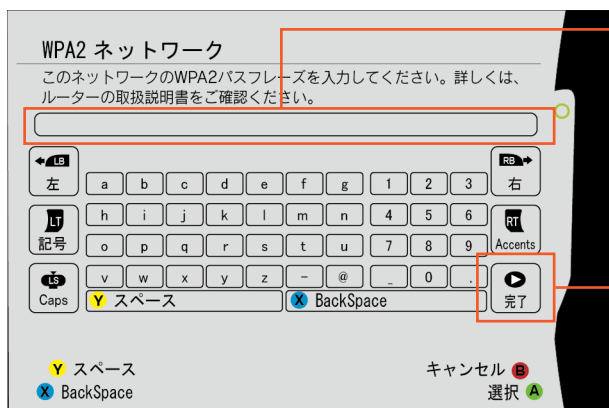 WPA2 ネットワーク
このネットワークのWPA2パスフレーズを入力してください。詳しくは、
ルーターの取扱説明書をご確認ください。
LB RB
左 a b c d e f g 1 2 3 右
LT h i j k l m n 4 5 6 RT
記号 o p q r s t u 7 8 9 Accents
LS v w x y z - @ _ 0 .
Caps Y スペース X BackSpace 完了
Y スペース キャンセル B
X BackSpace 選択 A